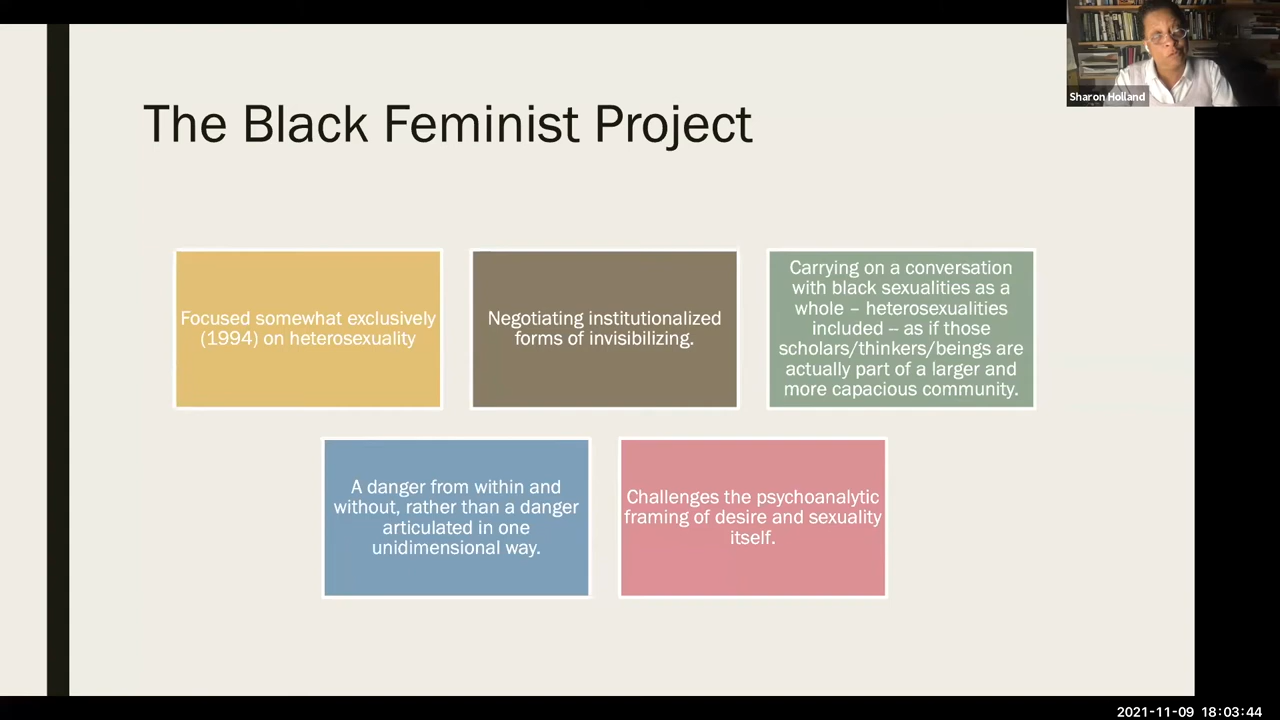 Sharon Holland
The Black Feminist Project
Focused somewhat exclusively
(1994) on heterosexuality
Negotiating institutionalized
forms of invisibilizing.
Carrying on a conversation
with black sexualities as a
whole – heterosexualities
included -- as if those
scholars/thinkers/beings are
actually part of a larger and
more capacious community.
A danger from within and
without, rather than a danger
articulated in one
unidimensional way.
Challenges the psychoanalytic
framing of desire and sexuality
itself.
2021-11-09 18:03:44